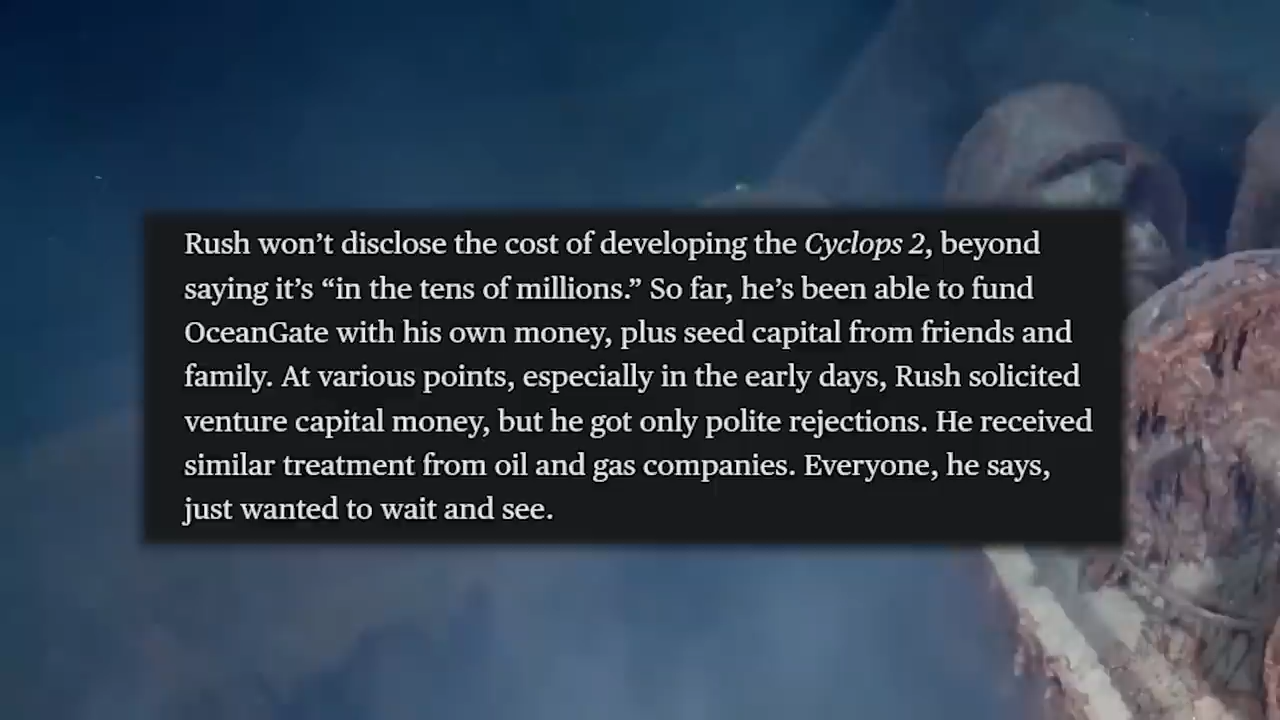 Rush won’t disclose the cost of developing the Cyclops 2, beyond
saying it’s “in the tens of millions.” So far, he’s been able to fund
OceanGate with his own money, plus seed capital from friends and
family. At various points, especially in the early days, Rush solicited
venture capital money, but he got only polite rejections. He received
similar treatment from oil and gas companies. Everyone, he says,
just wanted to wait and see.